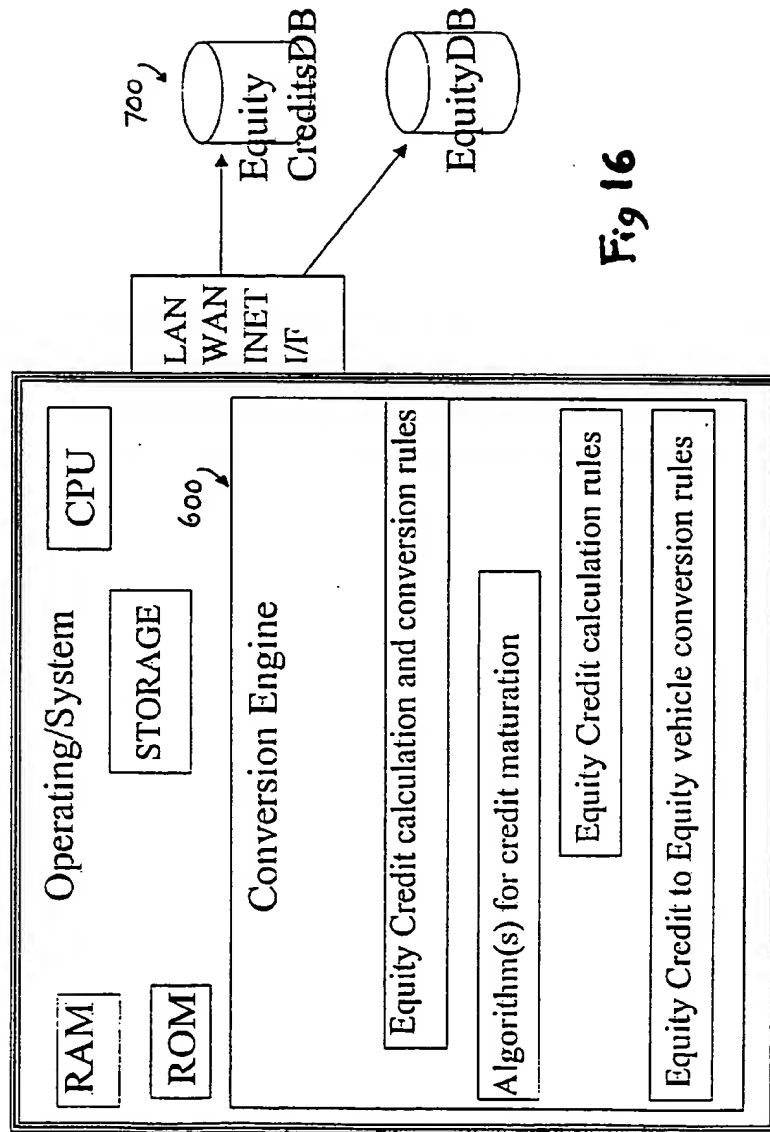 RAM
Operating/System
CPU
ROM
STORAGE
600
Conversion Engine
Equity Credit calculation and conversion rules
Algorithm(s) for credit maturation
Equity Credit calculation rules
Equity Credit to Equity vehicle conversion rules
LAN
WAN
INET
I/F
700
Equity
CreditsDB
EquityDB
Fig 16